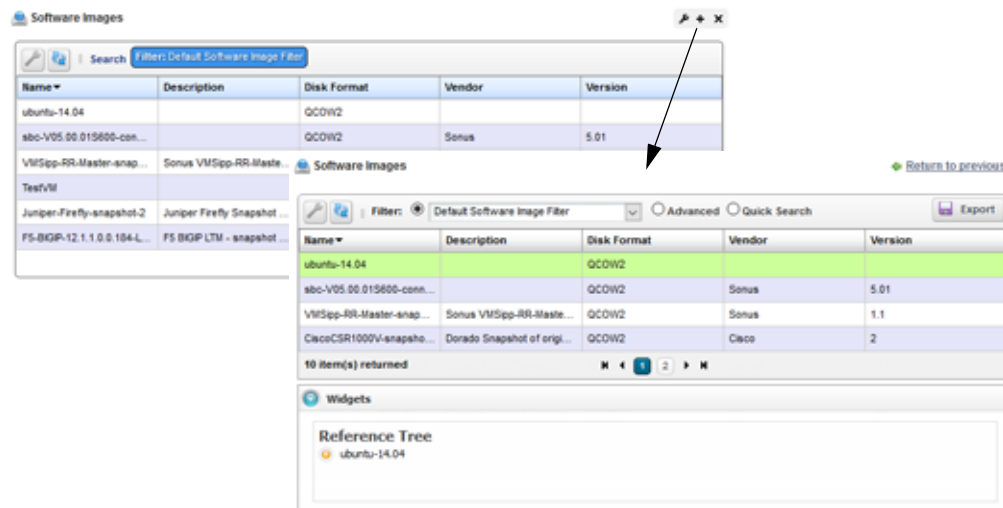 Software Images
Search Filter: Default Software Image Filter
Name Description Disk Format Vendor Version
ubuntu-14.04 QCOW2
sbc-V05.00.01S600-con... QCOW2 Sonus 5.01
VMSipp-RR-Master-snap... Sonus VMSipp-RR-Maste...
TestVM
Juniper-Firefly-snapshot-2 Juniper Firefly Snapshot ...
F5-BIGIP-12.1.1.0.0.184-L... F5 BIGIP LTM - snapshot ...
Software Images Return to previous
Filter: Default Software Image Filter Advanced Quick Search Export
Name Description Disk Format Vendor Version
ubuntu-14.04 QCOW2
sbc-V05.00.01S600-conn... QCOW2 Sonus 5.01
VMSipp-RR-Master-snap... Sonus VMSipp-RR-Maste... QCOW2 Sonus 1.1
CiscoCSR1000V-snapsho... Dorado Snapshot of origi... QCOW2 Cisco 2
10 item(s) returned 1 2
Widgets
Reference Tree
ubuntu-14.04